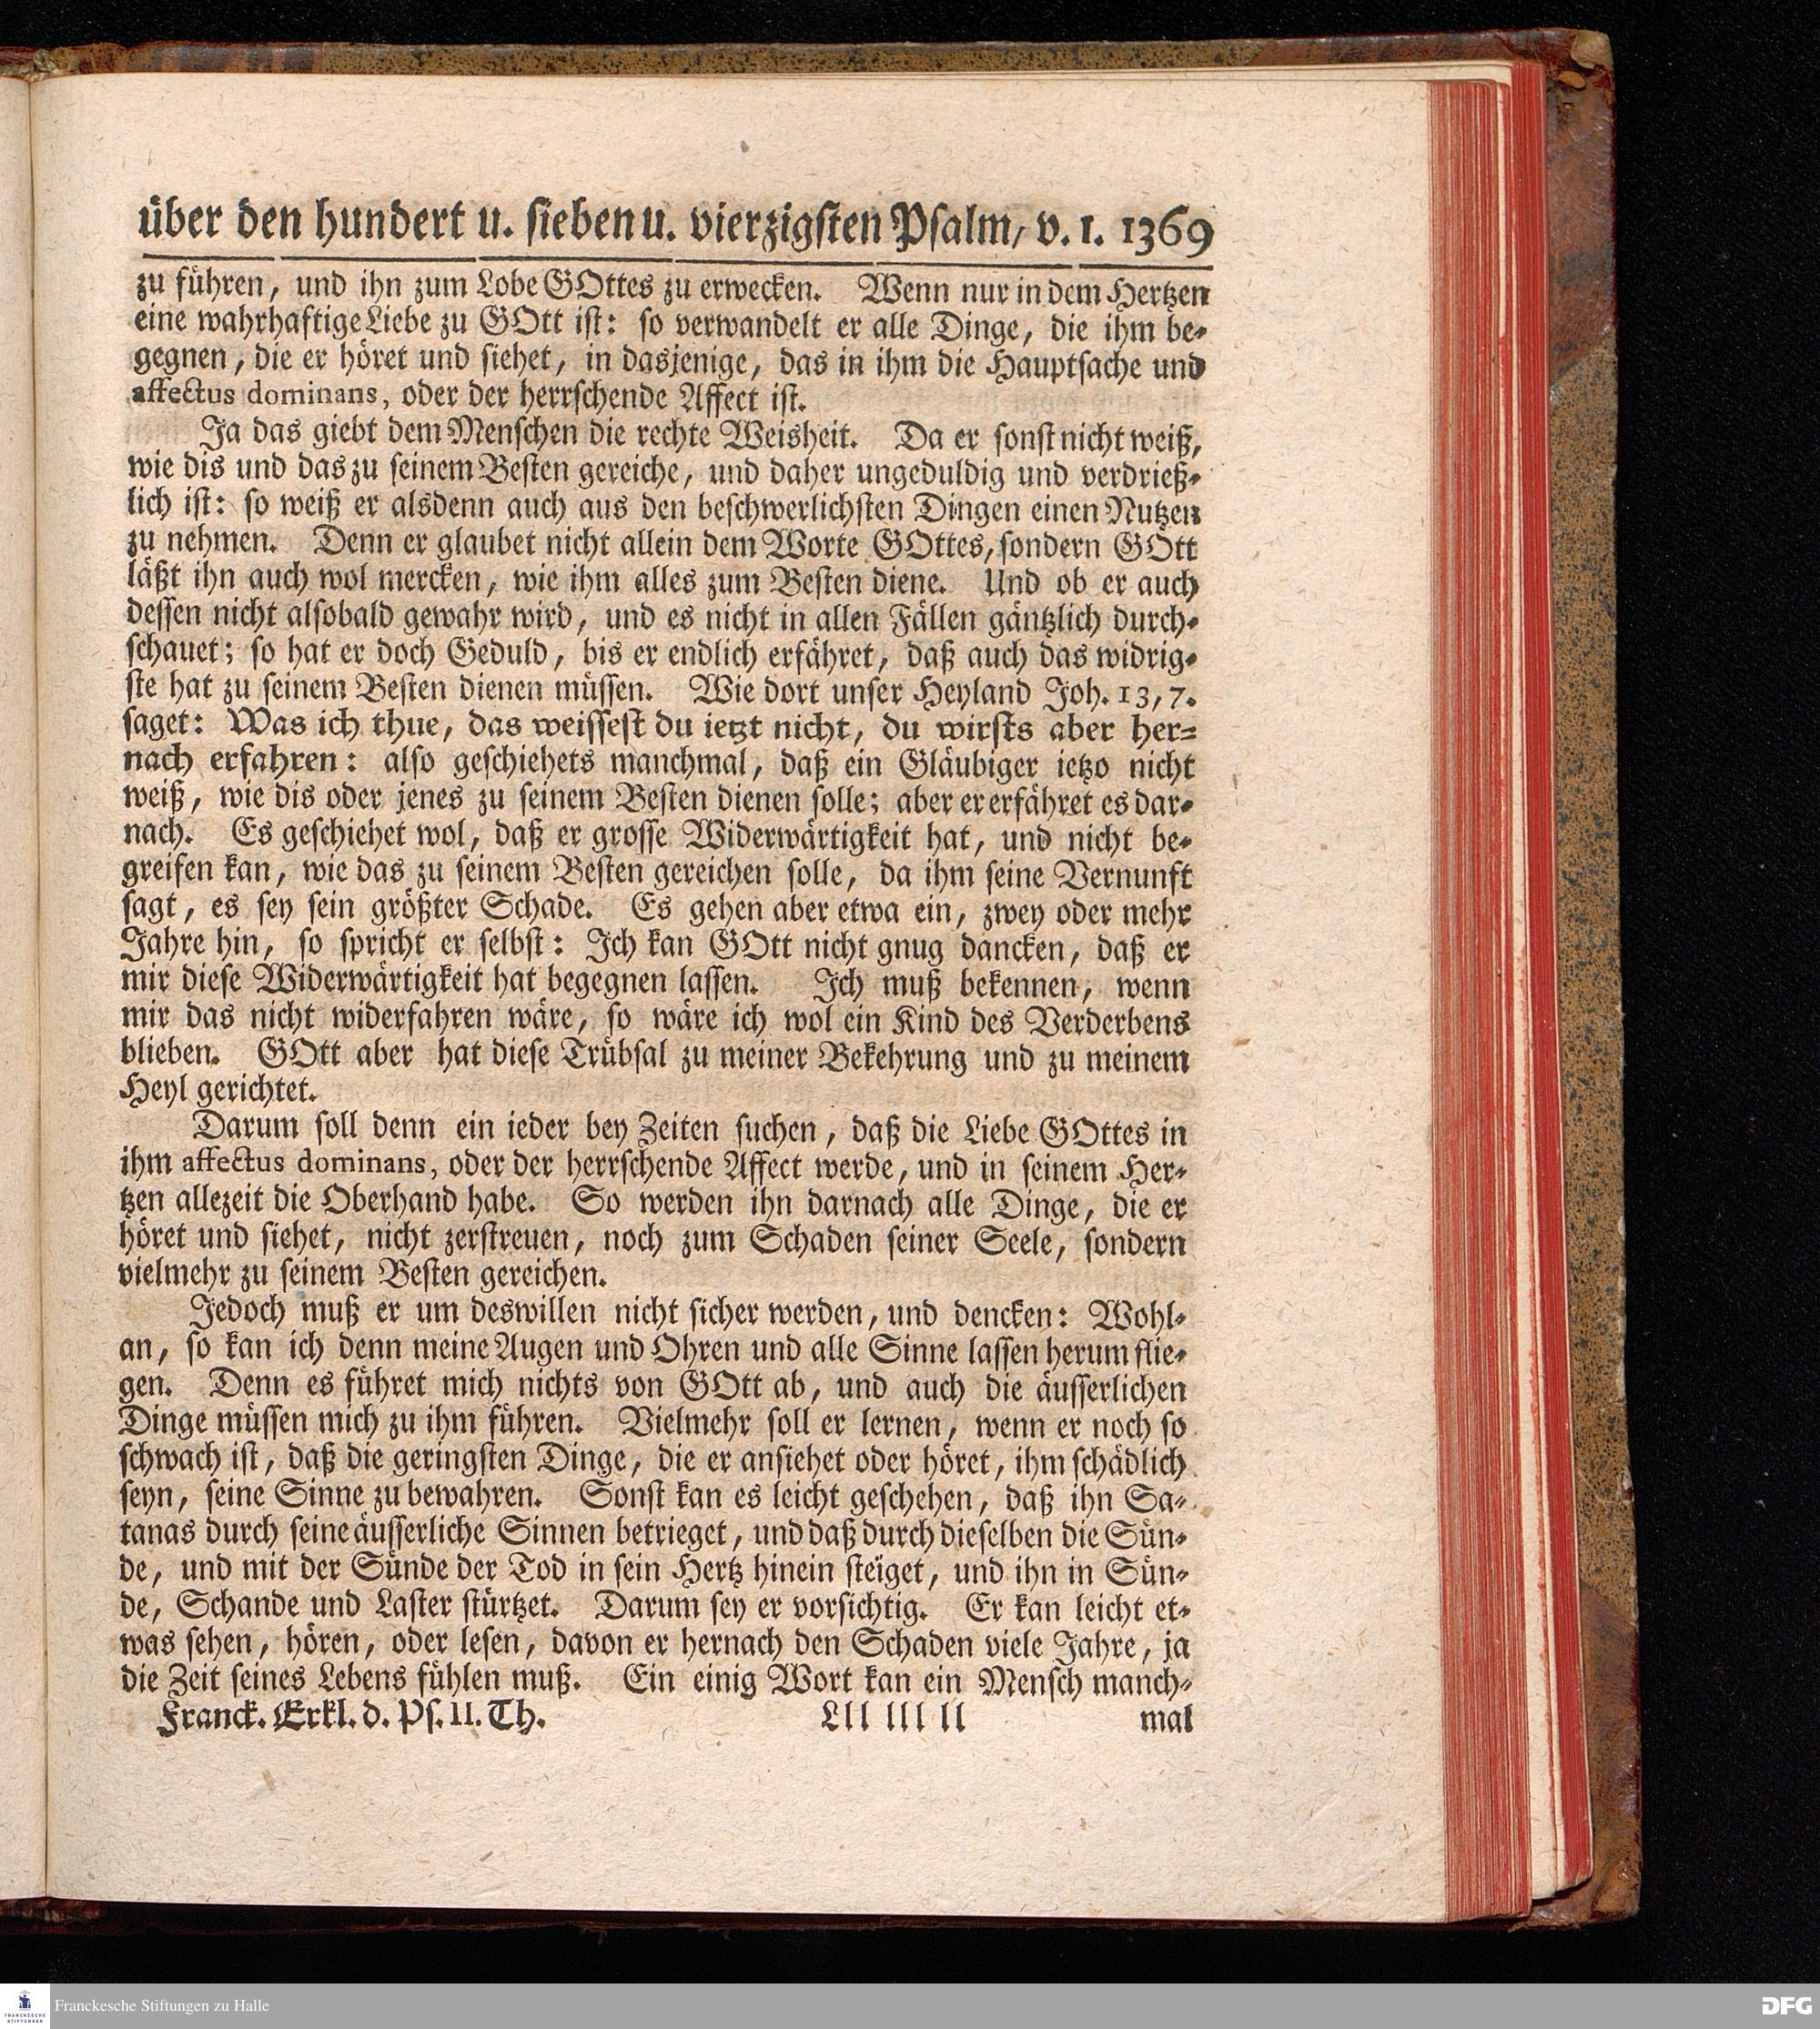 über den hundert u. sieben u. vierzigsten Psalm, v. 1. 1369
zu führen, und ihn zum Lobe GOttes zu erwecken. Wenn nur in dem Hertzen
eine wahrhaftige Liebe zu GOtt ist: so verwandelt er alle Dinge, die ihm be-
gegnen, die er höret und siehet, in dasjenige, das in ihm die Hauptsache und
affectus dominans, oder der herrschende Affect ist.
Ja das giebt dem Menschen die rechte Weisheit. Da er sonst nicht weiß,
wie dis und das zu seinem Besten gereiche, und daher ungeduldig und verdrieß-
lich ist: so weiß er alsdenn auch aus den beschwerlichsten Dingen einen Nutzen
zu nehmen. Denn er glaubet nicht allein dem Worte GOttes, sondern GOtt
läßt ihn auch wol mercken, wie ihm alles zum Besten diene. Und ob er auch
dessen nicht alsobald gewahr wird, und es nicht in allen Fällen gäntzlich durch-
schauet; so hat er doch Geduld, bis er endlich erfähret, daß auch das widrig-
ste hat zu seinem Besten dienen müssen. Wie dort unser Heyland Joh. 13, 7.
saget: Was ich thue, das weissest du ietzt nicht, du wirsts aber her-
nach erfahren: also geschiehets manchmal, daß ein Gläubiger ietzo nicht
weiß, wie dis oder jenes zu seinem Besten dienen solle; aber er erfähret es dar-
nach. Es geschiehet wol, daß er grosse Widerwärtigkeit hat, und nicht be-
greifen kan, wie das zu seinem Besten gereichen solle, da ihm seine Vernunft
sagt, es sey sein größter Schade. Es gehen aber etwa ein, zwey oder mehr
Jahre hin, so spricht er selbst: Ich kan GOtt nicht gnug dancken, daß er
mir diese Widerwärtigkeit hat begegnen lassen. Ich muß bekennen, wenn
mir das nicht widerfahren wäre, so wäre ich wol ein Kind des Verderbens
blieben. GOtt aber hat diese Trübsal zu meiner Bekehrung und zu meinem
Heyl gerichtet.
Darum soll denn ein ieder bey Zeiten suchen, daß die Liebe GOttes in
ihm affectus dominans, oder der herrschende Affect werde, und in seinem Her-
tzen allezeit die Oberhand habe. So werden ihn darnach alle Dinge, die er
höret und siehet, nicht zerstreuen, noch zum Schaden seiner Seele, sondern
vielmehr zu seinem Besten gereichen.
Jedoch muß er um deswillen nicht sicher werden, und dencken: Wohl-
an, so kan ich denn meine Augen und Ohren und alle Sinne lassen herum flie-
gen. Denn es führet mich nichts von GOtt ab, und auch die äusserlichen
Dinge müssen mich zu ihm führen. Vielmehr soll er lernen, wenn er noch so
schwach ist, daß die geringsten Dinge, die er ansiehet oder höret, ihm schädlich
seyn, seine Sinne zu bewahren. Sonst kan es leicht geschehen, daß ihn Sa-
tanas durch seine äusserliche Sinnen betrieget, und daß durch dieselben die Sün-
de, und mit der Sünde der Tod in sein Hertz hinein steiget, und ihn in Sün-
de, Schande und Laster stürtzet. Darum sey er vorsichtig. Er kan leicht et-
was sehen, hören, oder lesen, davon er hernach den Schaden viele Jahre, ja
die Zeit seines Lebens fühlen muß. Ein einig Wort kan ein Mensch manch-
Franck. Erkl. d. Ps. II. Th. Lll lll ll mal
Franckesche Stiftungen zu Halle
FRANCKESCHE
STIFTUNGEN
DFG